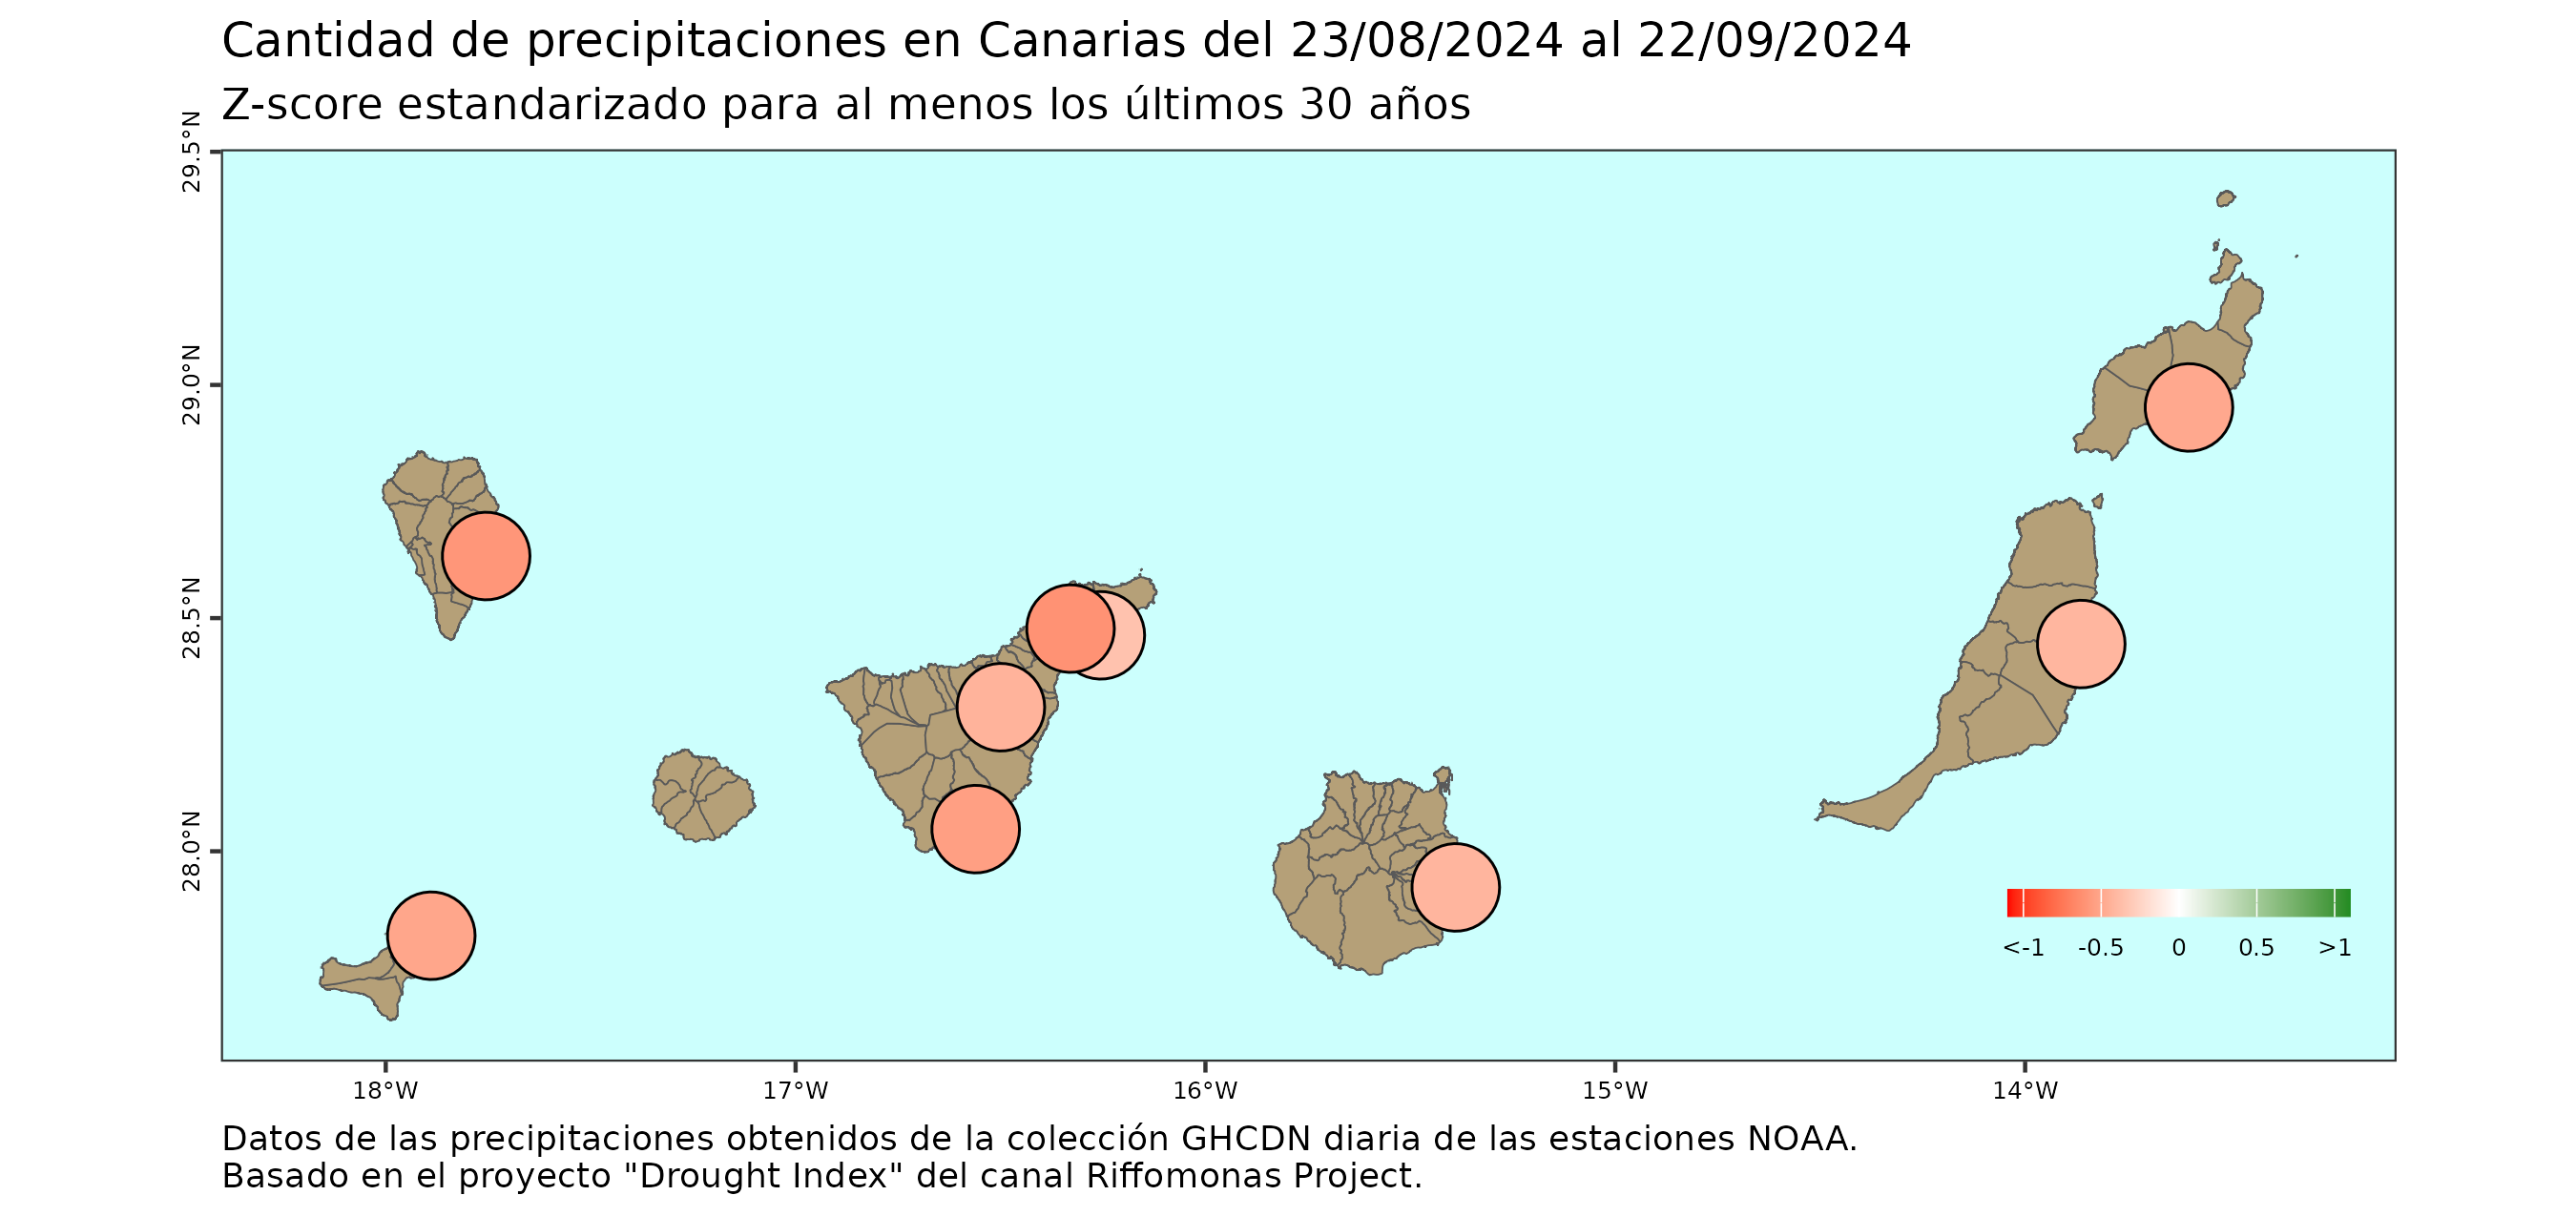 Cantidad de precipitaciones en Canarias del 23/08/2024 al 22/09/2024
Z-score estandarizado para al menos los últimos 30 años
29.5°N
29.0°N
28.5°N
28.0°N
<-1 -0.5 0 0.5 >1
18°W 17°W 16°W 15°W 14°W
Datos de las precipitaciones obtenidos de la colección GHCDN diaria de las estaciones NOAA.
Basado en el proyecto "Drought Index" del canal Riffomonas Project.